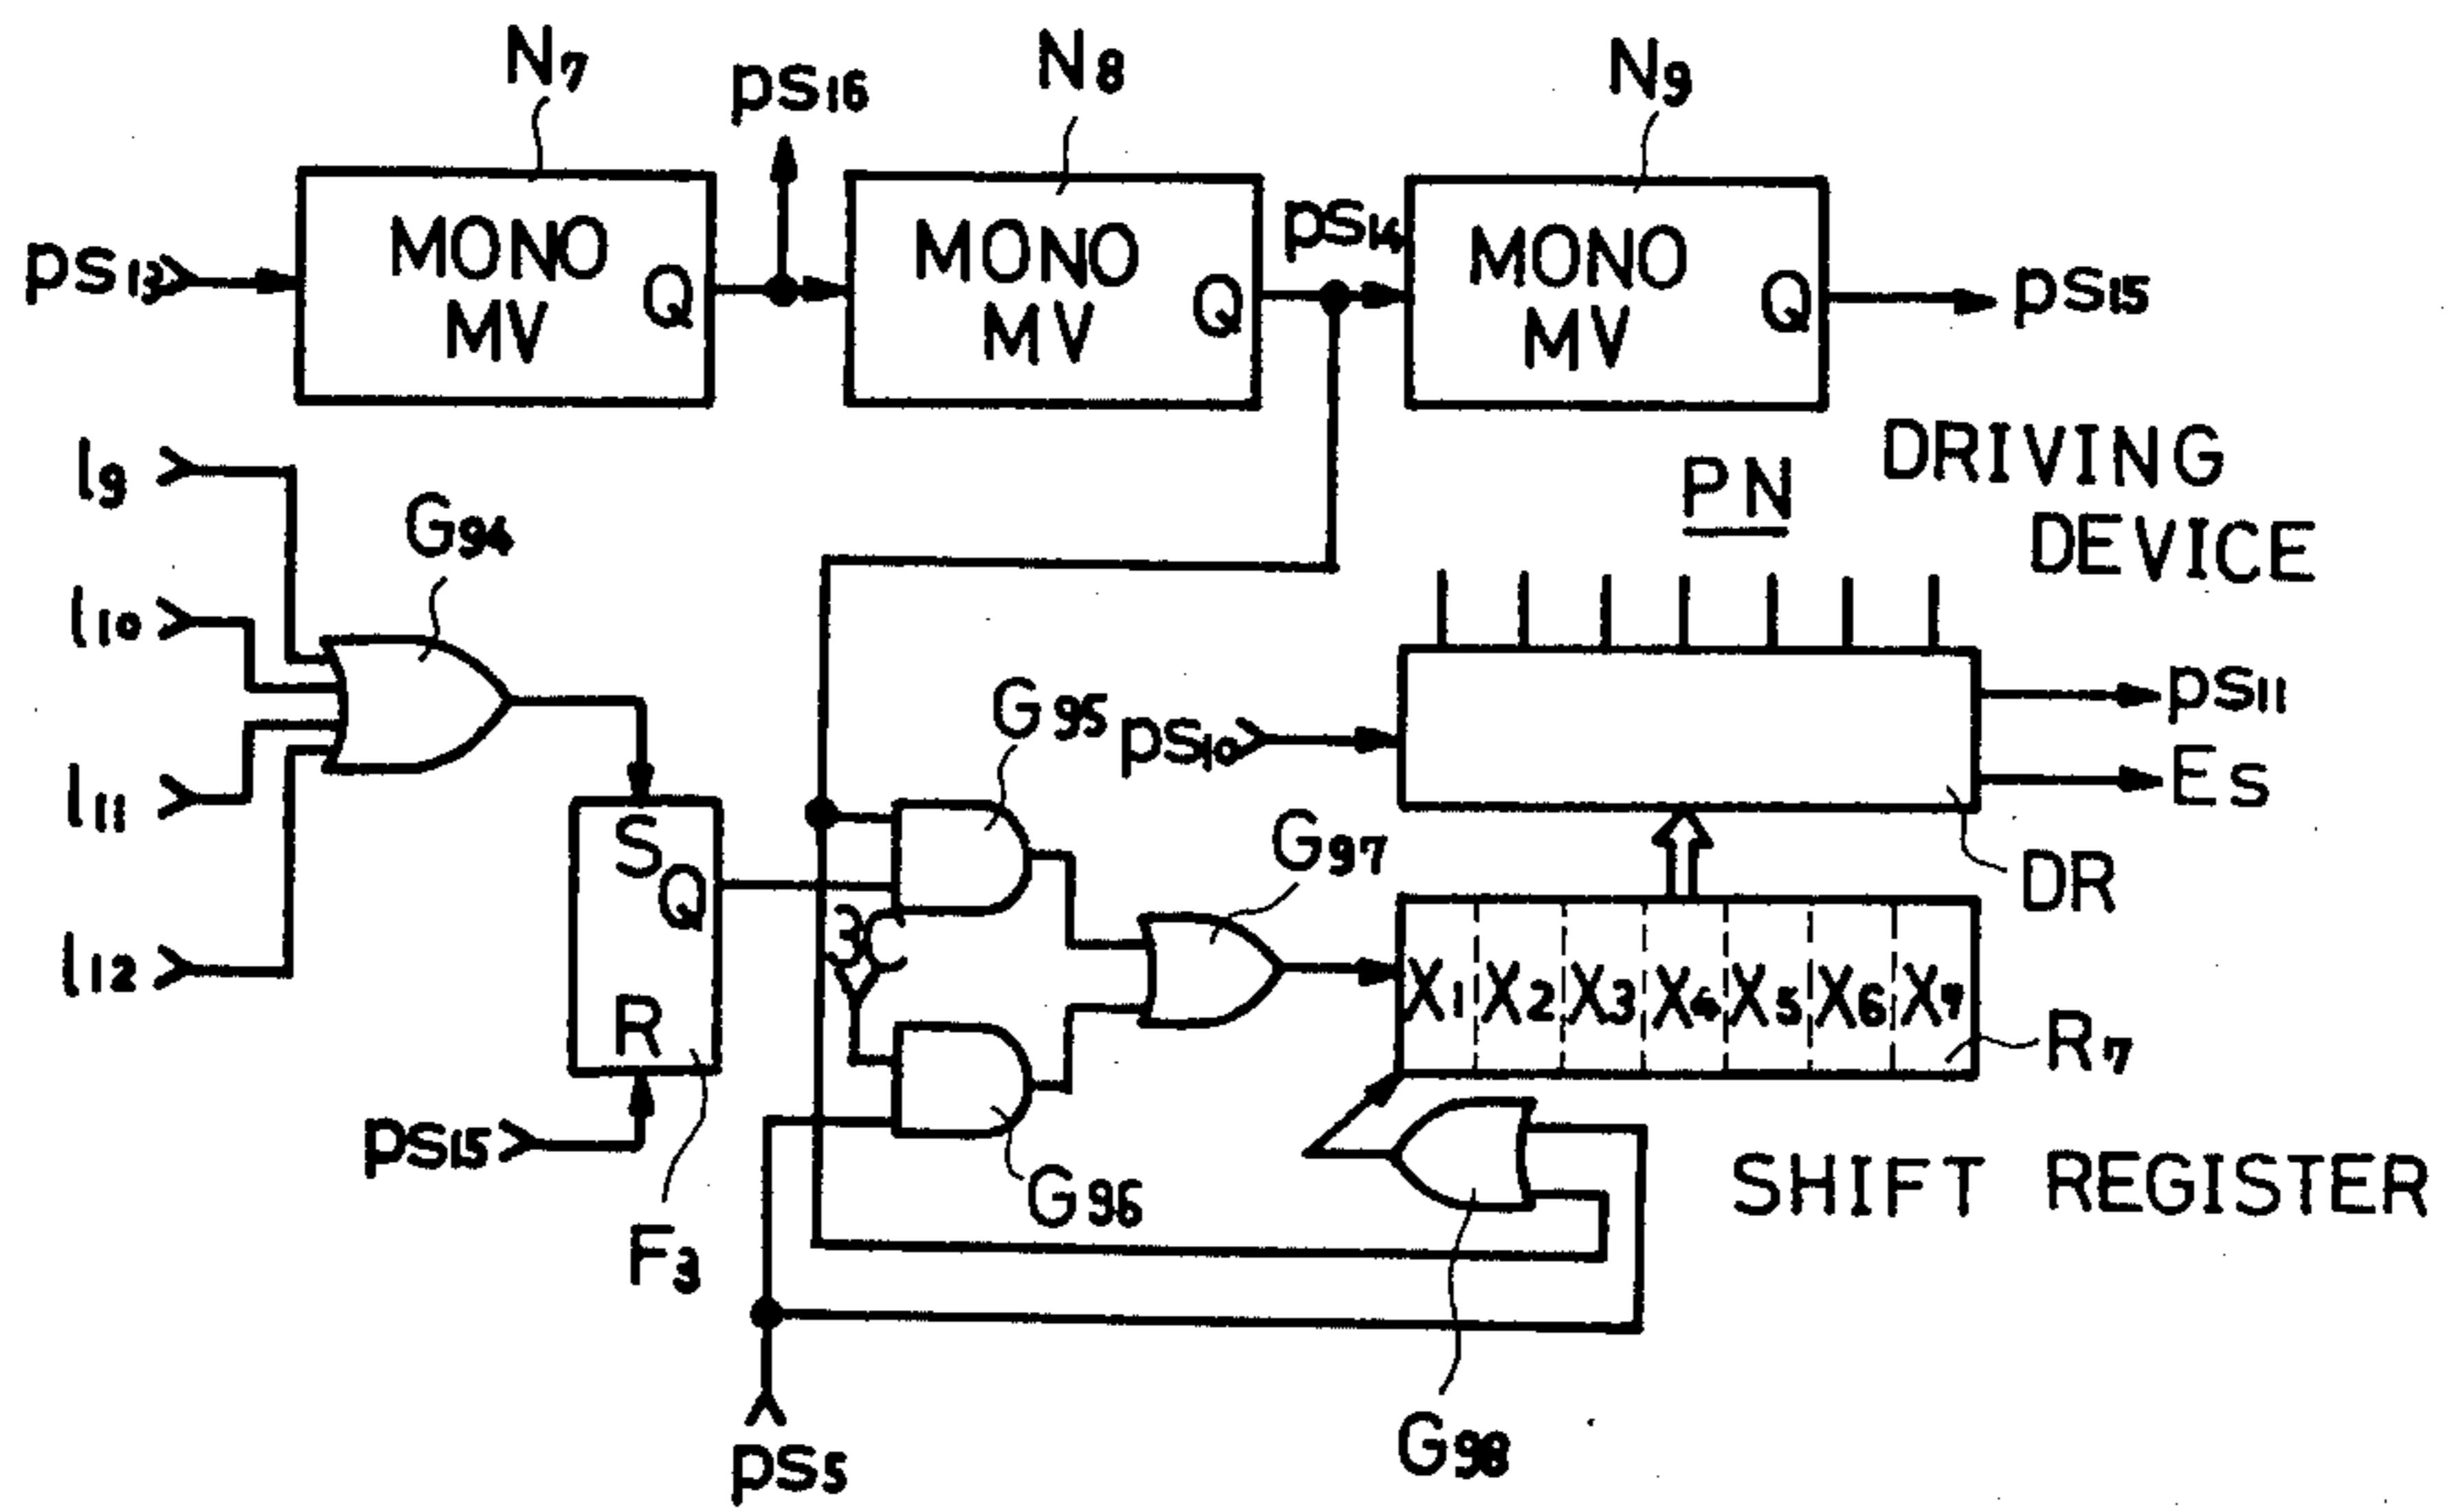 N7
PS16
N8
N9
PS13
MONO
MV
Q
MONO
MV
Q
PS14
MONO
MV
Q
PS15
l9
G94
PN
DRIVING
DEVICE
l10
l11
l12
G95
PS10
PS11
ES
DR
S
Q
R
3C
G97
X1 X2 X3 X4 X5 X6 X7
R7
PS15
F3
G96
SHIFT REGISTER
G98
PS5